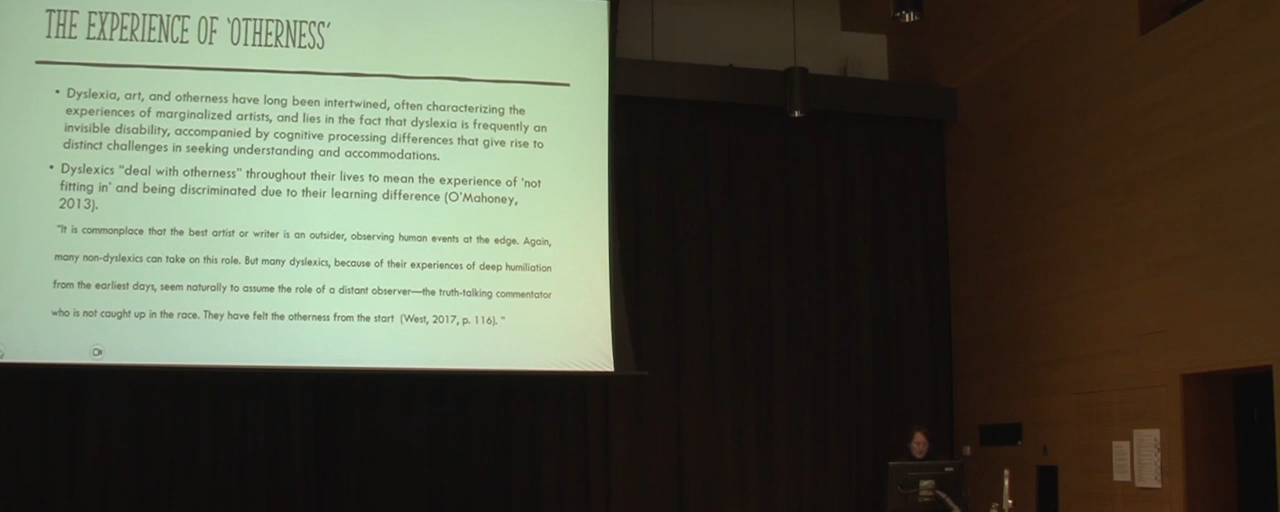 THE EXPERIENCE OF 'OTHERNESS'
• Dyslexia, art, and otherness have long been intertwined, often characterizing the
experiences of marginalized artists, and lies in the fact that dyslexia is frequently an
invisible disability, accompanied by cognitive processing differences that give rise to
distinct challenges in seeking understanding and accommodations.
• Dyslexics "deal with otherness" throughout their lives to mean the experience of 'not
fitting in' and being discriminated due to their learning difference (O'Mahoney,
2013).
"It is commonplace that the best artist or writer is an outsider, observing human events at the edge. Again,
many non-dyslexics can take on this role. But many dyslexics, because of their experiences of deep humiliation
from the earliest days, seem naturally to assume the role of a distant observer—the truth-talking commentator
who is not caught up in the race. They have felt the otherness from the start (West, 2017, p. 116). "